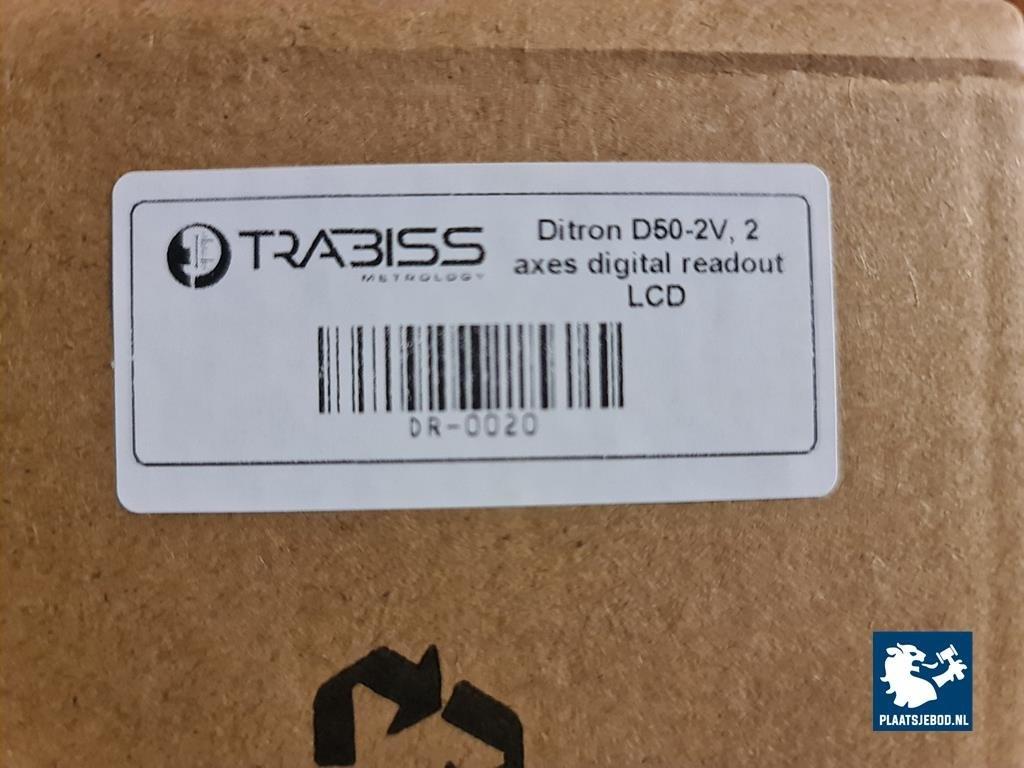 TRABISS
METROLOGY
Ditron D50-2V, 2
axes digital readout
LCD
DR-0020
PLAATSJEBOD.NL